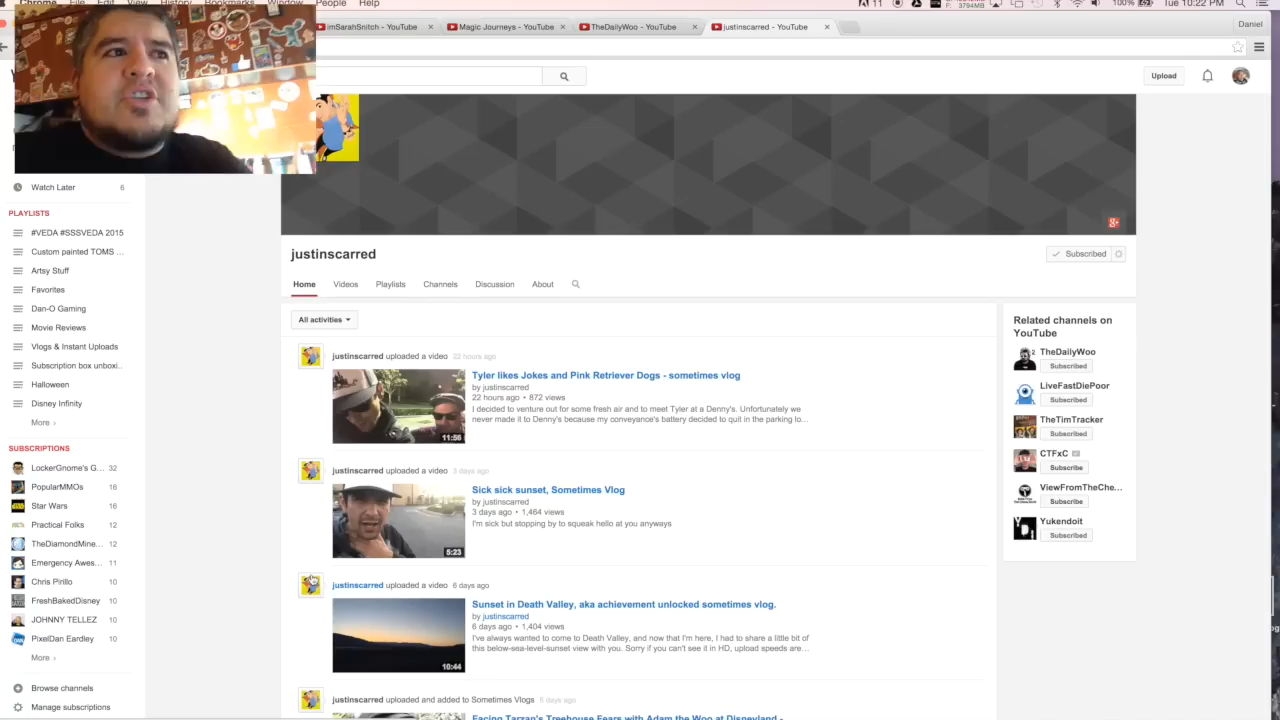 Chrome File Edit View History Bookmarks Window
imSarahSnitch - YouTube ×
Magic Journeys - YouTube ×
TheDailyWoo - YouTube ×
justinscarred - YouTube ×
Daniel
Upload
Watch Later 6
PLAYLISTS
#VEDA #SSSVEDA 2015
Custom painted TOMS ...
Artsy Stuff
Favorites
Dan-O Gaming
Movie Reviews
Vlogs & Instant Uploads
Subscription box unboxi..
Halloween
Disney Infinity
More ›
SUBSCRIPTIONS
LockerGnome's G... 32
PopularMMOs 16
Star Wars 16
Practical Folks 12
TheDiamondMine... 12
Emergency Awes... 11
Chris Pirillo 10
FreshBakedDisney 10
JOHNNY TELLEZ 10
PixelDan Eardley 10
More ›
Browse channels
Manage subscriptions
justinscarred
Subscribed
Home Videos Playlists Channels Discussion About
All activities
justinscarred uploaded a video 22 hours ago
Tyler likes Jokes and Pink Retriever Dogs - sometimes vlog
by justinscarred
22 hours ago • 872 views
I decided to venture out for some fresh air and to meet Tyler at a Denny's. Unfortunately we
never made it to Denny's because my conveyance's battery decided to quit in the parking lo...
11:56
justinscarred uploaded a video 3 days ago
Sick sick sunset, Sometimes Vlog
by justinscarred
3 days ago • 1,464 views
I'm sick but stopping by to squeak hello at you anyways
5:23
justinscarred uploaded a video 6 days ago
Sunset in Death Valley, aka achievement unlocked sometimes vlog.
by justinscarred
6 days ago • 1,404 views
I've always wanted to come to Death Valley, and now that I'm here, I had to share a little bit of
this below-sea-level-sunset view with you. Sorry if you can't see it in HD, upload speeds are...
10:44
justinscarred uploaded and added to Sometimes Vlogs 6 days ago
Facing Tarzan's Treehouse Fears with Adam the Woo at Disneyland -
Related channels on
YouTube
TheDailyWoo
Subscribed
LiveFastDiePoor
Subscribed
TheTimTracker
Subscribed
CTFxC
Subscribe
ViewFromTheChe...
Subscribe
Yukendoit
Subscribed